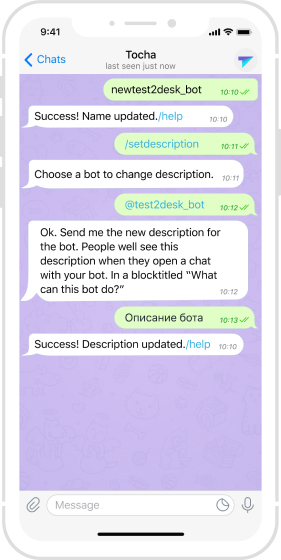 9:41
Chats
Tocha
last seen just now
newtest2desk_bot 10:10
Success! Name updated./help 10:10
/setdescription 10:11
Choose a bot to change description. 10:11
@test2desk_bot 10:12
Ok. Send me the new description for
the bot. People well see this
description when they open a chat
with your bot. In a blocktitled “What
can this bot do?” 10:12
Описание бота 10:13
Success! Description updated./help 10:10
Message